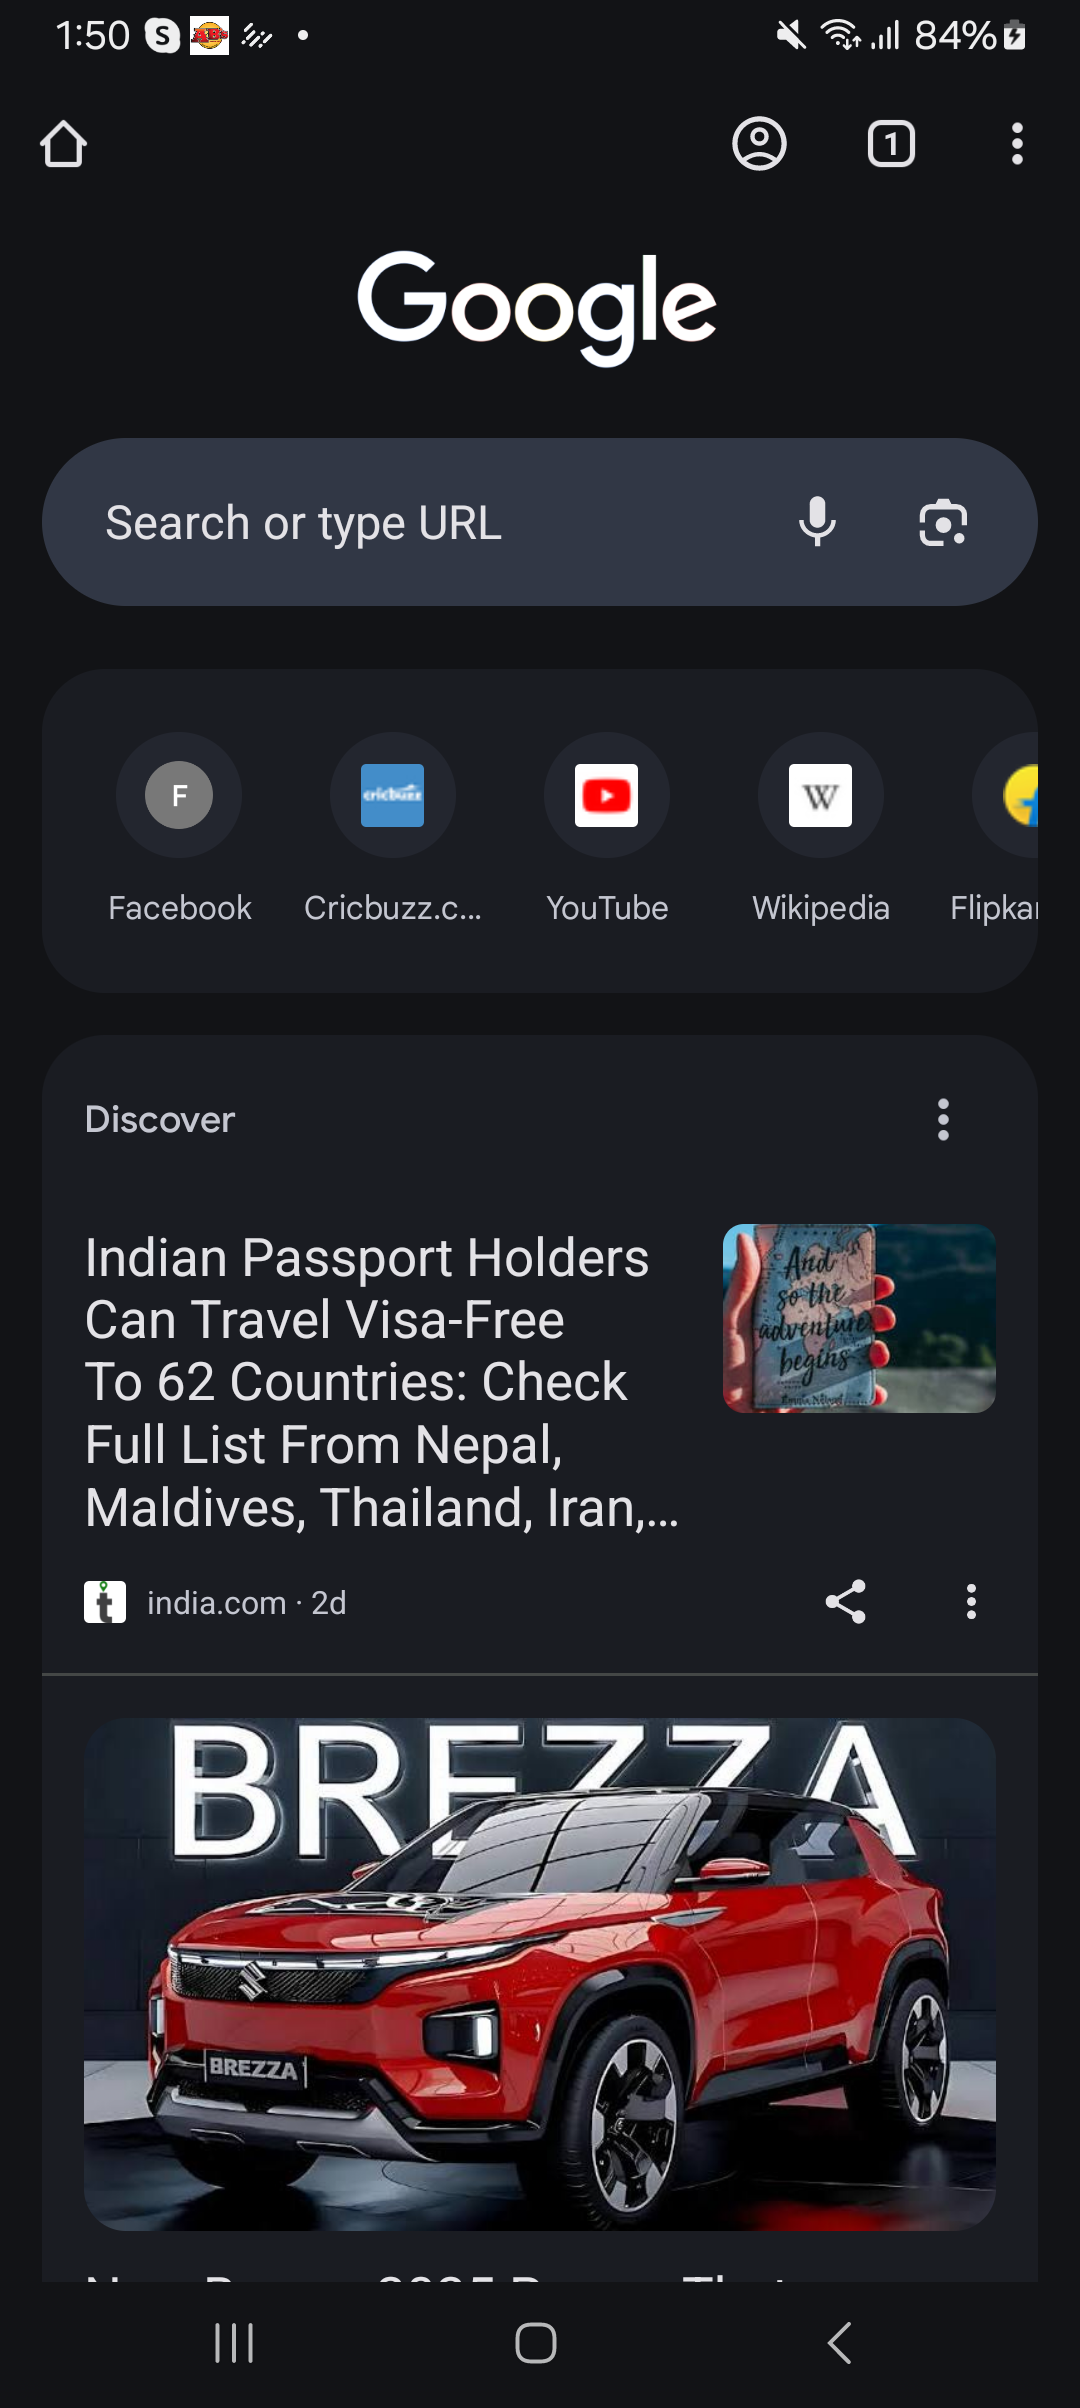 1:50 S AB's 84%
1
Google
Search or type URL
F
cricbuzz
W
Facebook
Cricbuzz.c...
YouTube
Wikipedia
Flipka
Discover
Indian Passport Holders
Can Travel Visa-Free
To 62 Countries: Check
Full List From Nepal,
Maldives, Thailand, Iran,...
And
so the
adventure
begins
t
india.com · 2d
BREZZA
BREZZA